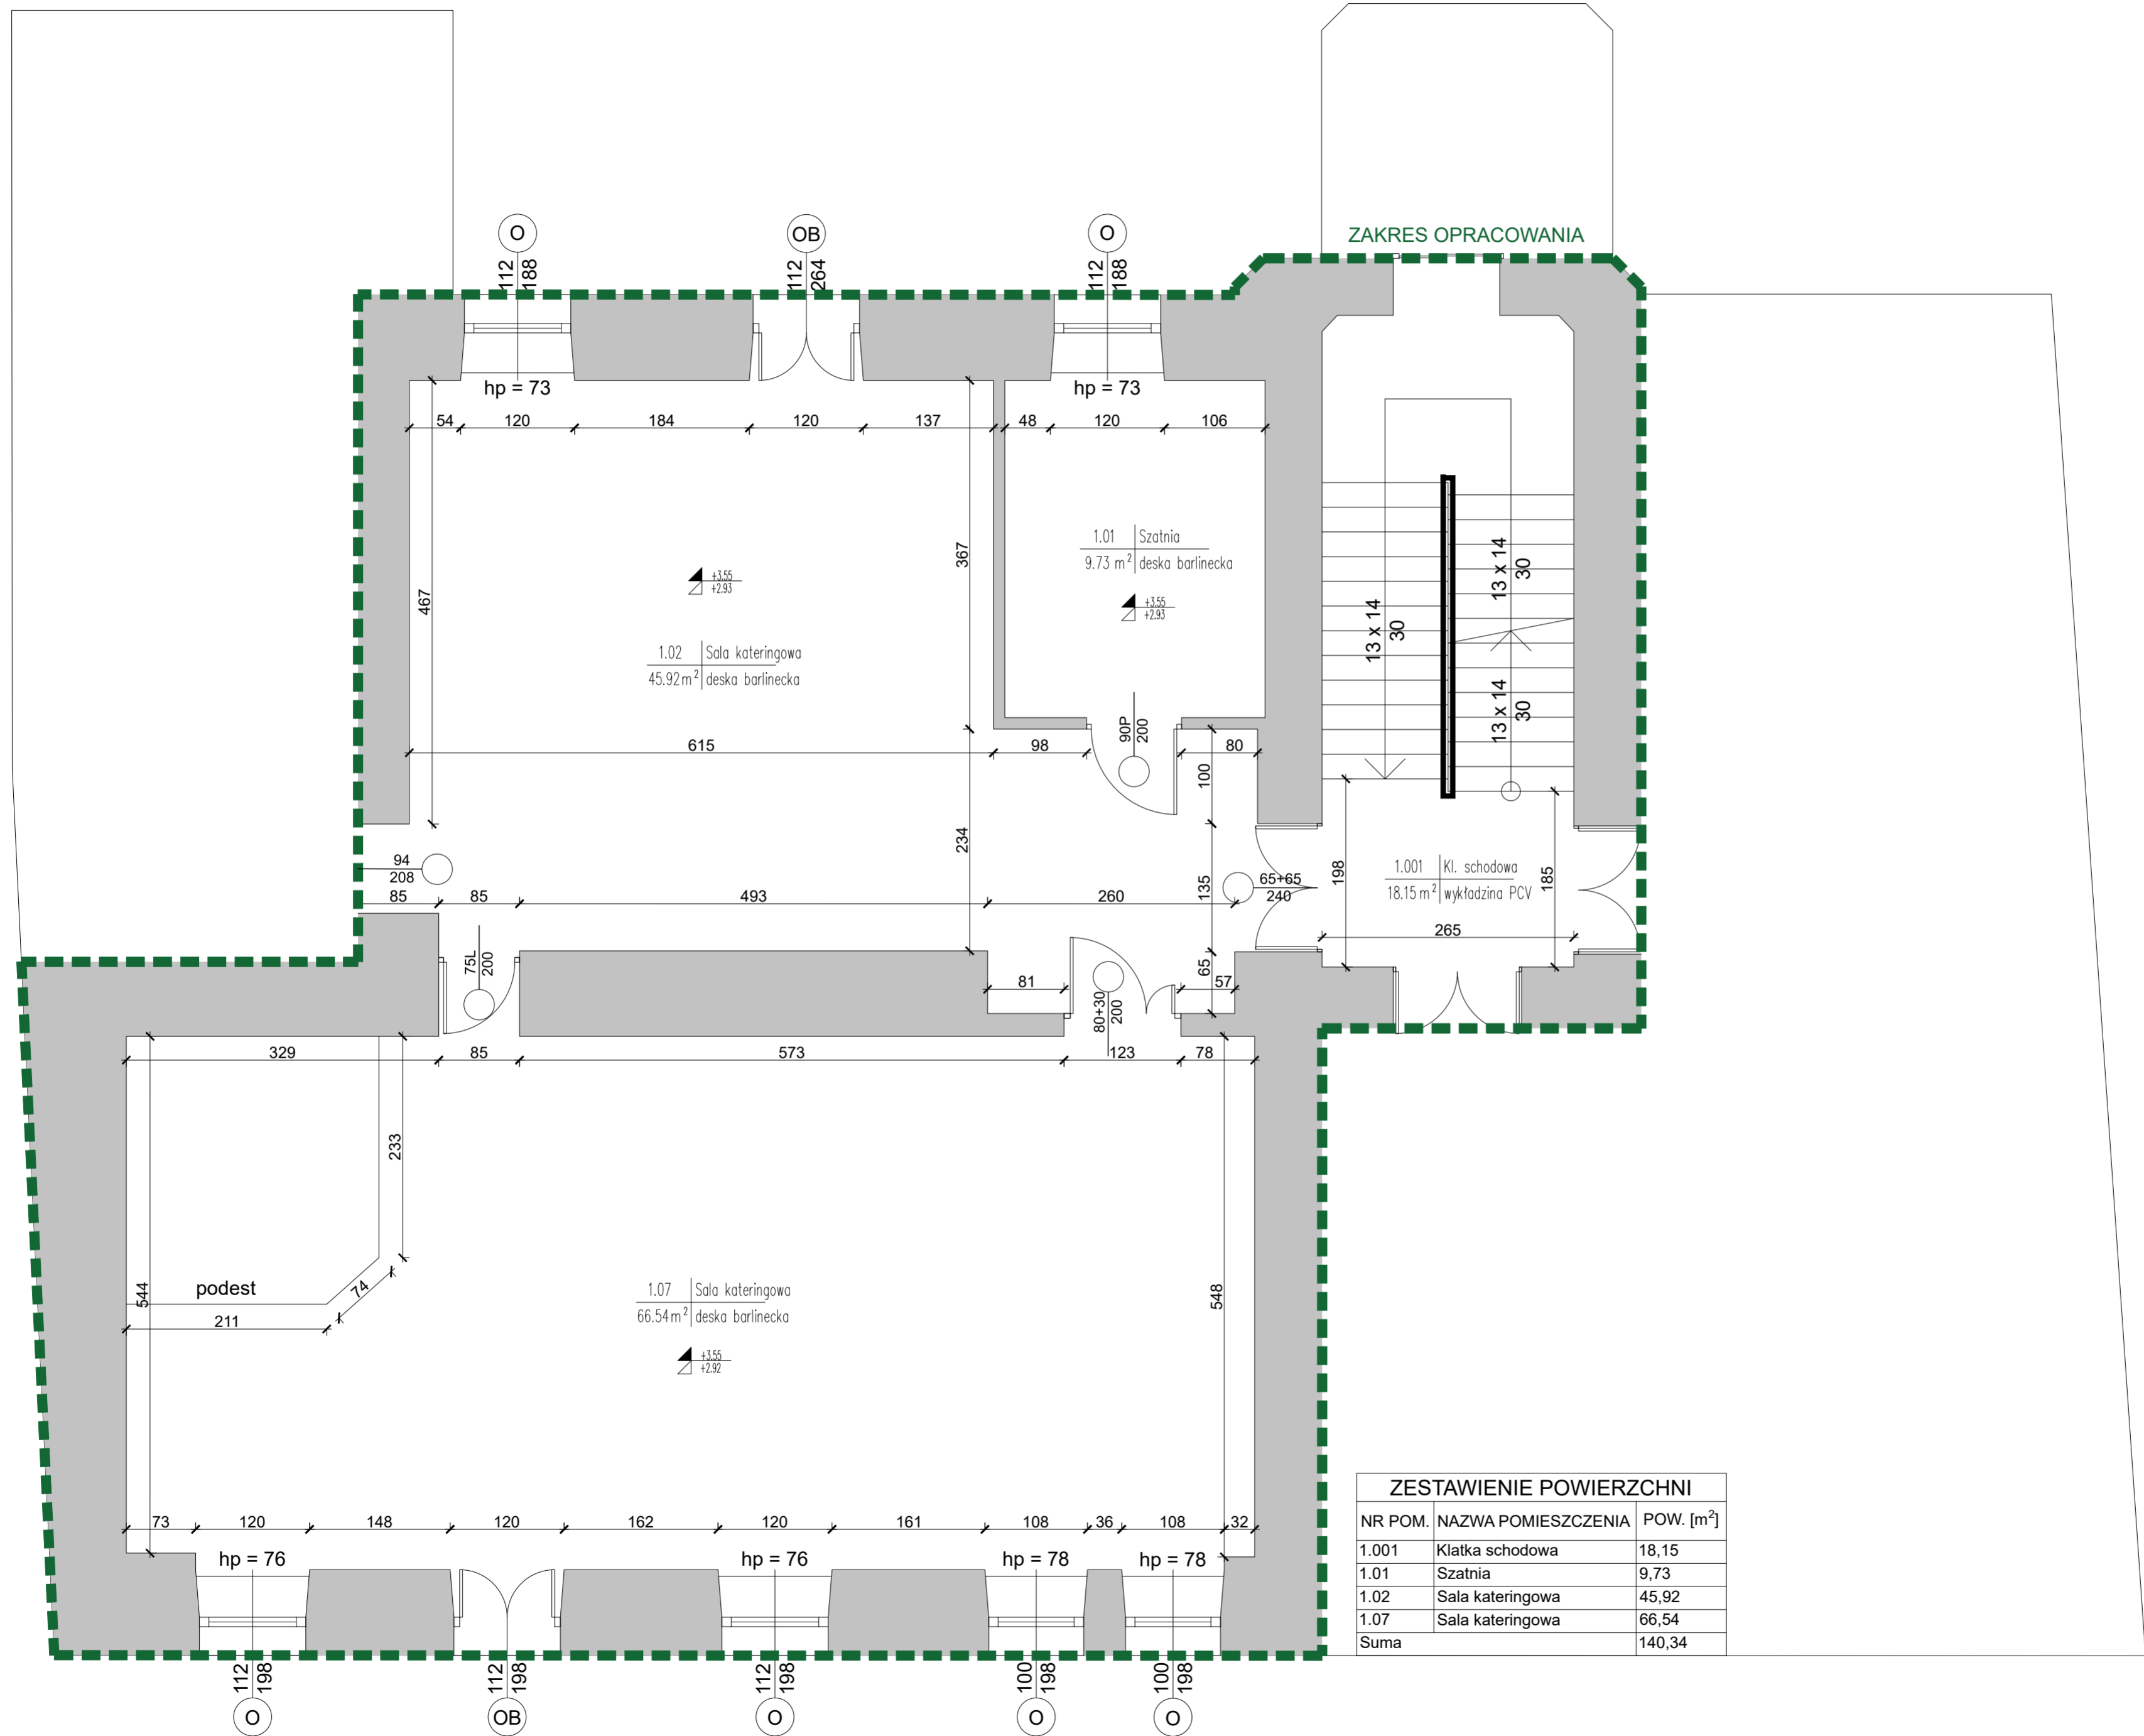 ZAKRES OPRACOWANIA
O
OB
O
112
188
112
264
112
188
hp = 73
hp = 73
54
120
184
120
137
48
120
106
467
367
1.01 Szatnia
9.73 m² deska barlinecka
+3.55
+2.93
+3.55
+2.93
1.02 Sala kateringowa
45.92 m² deska barlinecka
13 x 14
30
13 x 14
30
13 x 14
30
90P
200
615
98
80
100
234
94
208
85
85
493
260
135
65+65
240
198
1.001 Kl. schodowa
18.15 m² wykładzina PCV
185
265
75L
200
81
80+30
200
65
57
329
85
573
123
78
233
544
podest
74
211
548
1.07 Sala kateringowa
66.54 m² deska barlinecka
+3.55
+2.92
73
120
148
120
162
120
161
108
36
108
32
hp = 76
hp = 76
hp = 78
hp = 78
112
198
112
198
112
198
100
198
100
198
O
OB
O
O
O
ZESTAWIENIE POWIERZCHNI
NR POM. NAZWA POMIESZCZENIA POW. [m²]
1.001 Klatka schodowa 18,15
1.01 Szatnia 9,73
1.02 Sala kateringowa 45,92
1.07 Sala kateringowa 66,54
Suma 140,34